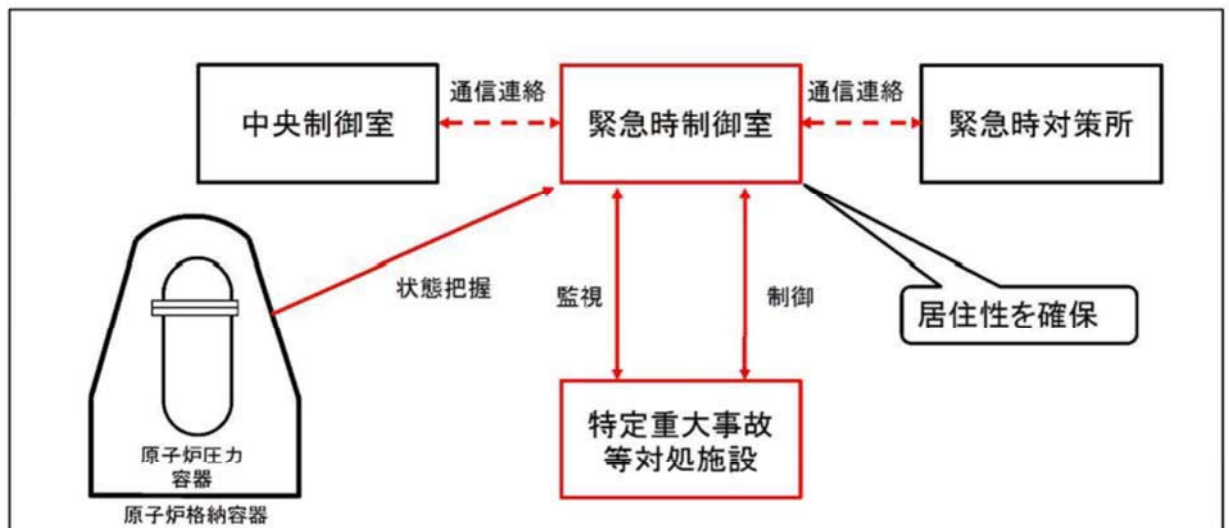 通信連絡
通信連絡
中央制御室
緊急時制御室
緊急時対策所
状態把握
監視
制御
居住性を確保
特定重大事故
等対処施設
原子炉圧力
容器
原子炉格納容器